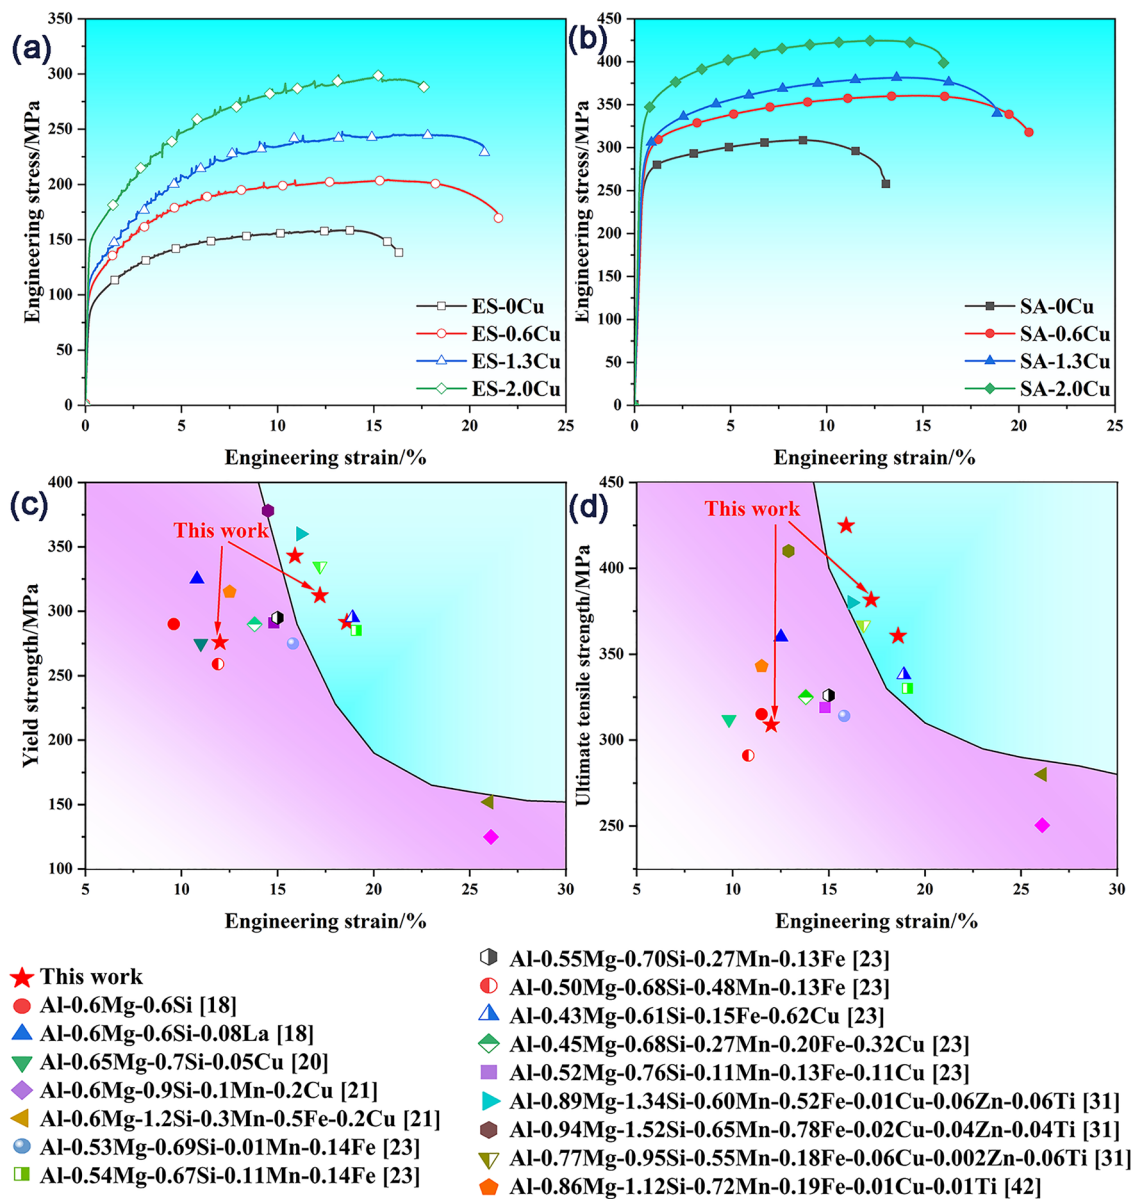 (a)
Engineering stress/MPa
350
300
250
200
150
100
50
0
0 5 10 15 20 25
Engineering strain/%
ES-0Cu
ES-0.6Cu
ES-1.3Cu
ES-2.0Cu
(b)
Engineering stress/MPa
450
400
350
300
250
200
150
100
50
0
0 5 10 15 20 25
Engineering strain/%
SA-0Cu
SA-0.6Cu
SA-1.3Cu
SA-2.0Cu
(c)
Yield strength/MPa
400
350
300
250
200
150
100
5 10 15 20 25 30
Engineering strain/%
This work
(d)
Ultimate tensile strength/MPa
450
400
350
300
250
5 10 15 20 25 30
Engineering strain/%
This work
This work
Al-0.6Mg-0.6Si [18]
Al-0.6Mg-0.6Si-0.08La [18]
Al-0.65Mg-0.7Si-0.05Cu [20]
Al-0.6Mg-0.9Si-0.1Mn-0.2Cu [21]
Al-0.6Mg-1.2Si-0.3Mn-0.5Fe-0.2Cu [21]
Al-0.53Mg-0.69Si-0.01Mn-0.14Fe [23]
Al-0.54Mg-0.67Si-0.11Mn-0.14Fe [23]
Al-0.55Mg-0.70Si-0.27Mn-0.13Fe [23]
Al-0.50Mg-0.68Si-0.48Mn-0.13Fe [23]
Al-0.43Mg-0.61Si-0.15Fe-0.62Cu [23]
Al-0.45Mg-0.68Si-0.27Mn-0.20Fe-0.32Cu [23]
Al-0.52Mg-0.76Si-0.11Mn-0.13Fe-0.11Cu [23]
Al-0.89Mg-1.34Si-0.60Mn-0.52Fe-0.01Cu-0.06Zn-0.06Ti [31]
Al-0.94Mg-1.52Si-0.65Mn-0.78Fe-0.02Cu-0.04Zn-0.04Ti [31]
Al-0.77Mg-0.95Si-0.55Mn-0.18Fe-0.06Cu-0.002Zn-0.06Ti [31]
Al-0.86Mg-1.12Si-0.72Mn-0.19Fe-0.01Cu-0.01Ti [42]